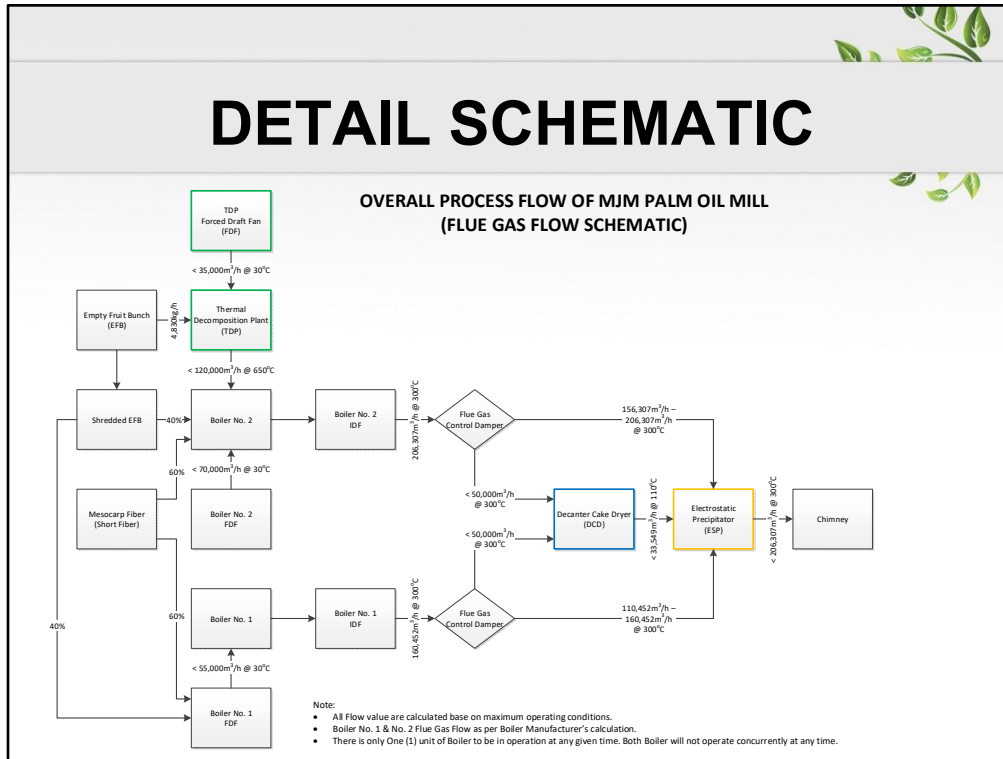 DETAIL SCHEMATIC
OVERALL PROCESS FLOW OF MJM PALM OIL MILL
(FLUE GAS FLOW SCHEMATIC)
TDP
Forced Draft Fan
(FDF)
< 35,000m³/h @ 30°C
Empty Fruit Bunch
(EFB)
4,830kg/h
Thermal
Decomposition Plant
(TDP)
< 120,000m³/h @ 650°C
Shredded EFB
40%
Boiler No. 2
Boiler No. 2
IDF
206,307m³/h @ 300°C
Flue Gas
Control Damper
156,307m³/h –
206,307m³/h
@ 300°C
60%
< 70,000m³/h @ 30°C
Mesocarp Fiber
(Short Fiber)
Boiler No. 2
FDF
< 50,000m³/h
@ 300°C
Decanter Cake Dryer
(DCD)
< 33,549m³/h @ 110°C
Electrostatic
Precipitator
(ESP)
< 206,307m³/h @ 300°C
Chimney
< 50,000m³/h
@ 300°C
40%
60%
Boiler No. 1
Boiler No. 1
IDF
160,452m³/h @ 300°C
Flue Gas
Control Damper
110,452m³/h –
160,452m³/h
@ 300°C
< 55,000m³/h @ 30°C
Boiler No. 1
FDF
Note:
• All Flow value are calculated base on maximum operating conditions.
• Boiler No. 1 & No. 2 Flue Gas Flow as per Boiler Manufacturer's calculation.
• There is only One (1) unit of Boiler to be in operation at any given time. Both Boiler will not operate concurrently at any time.